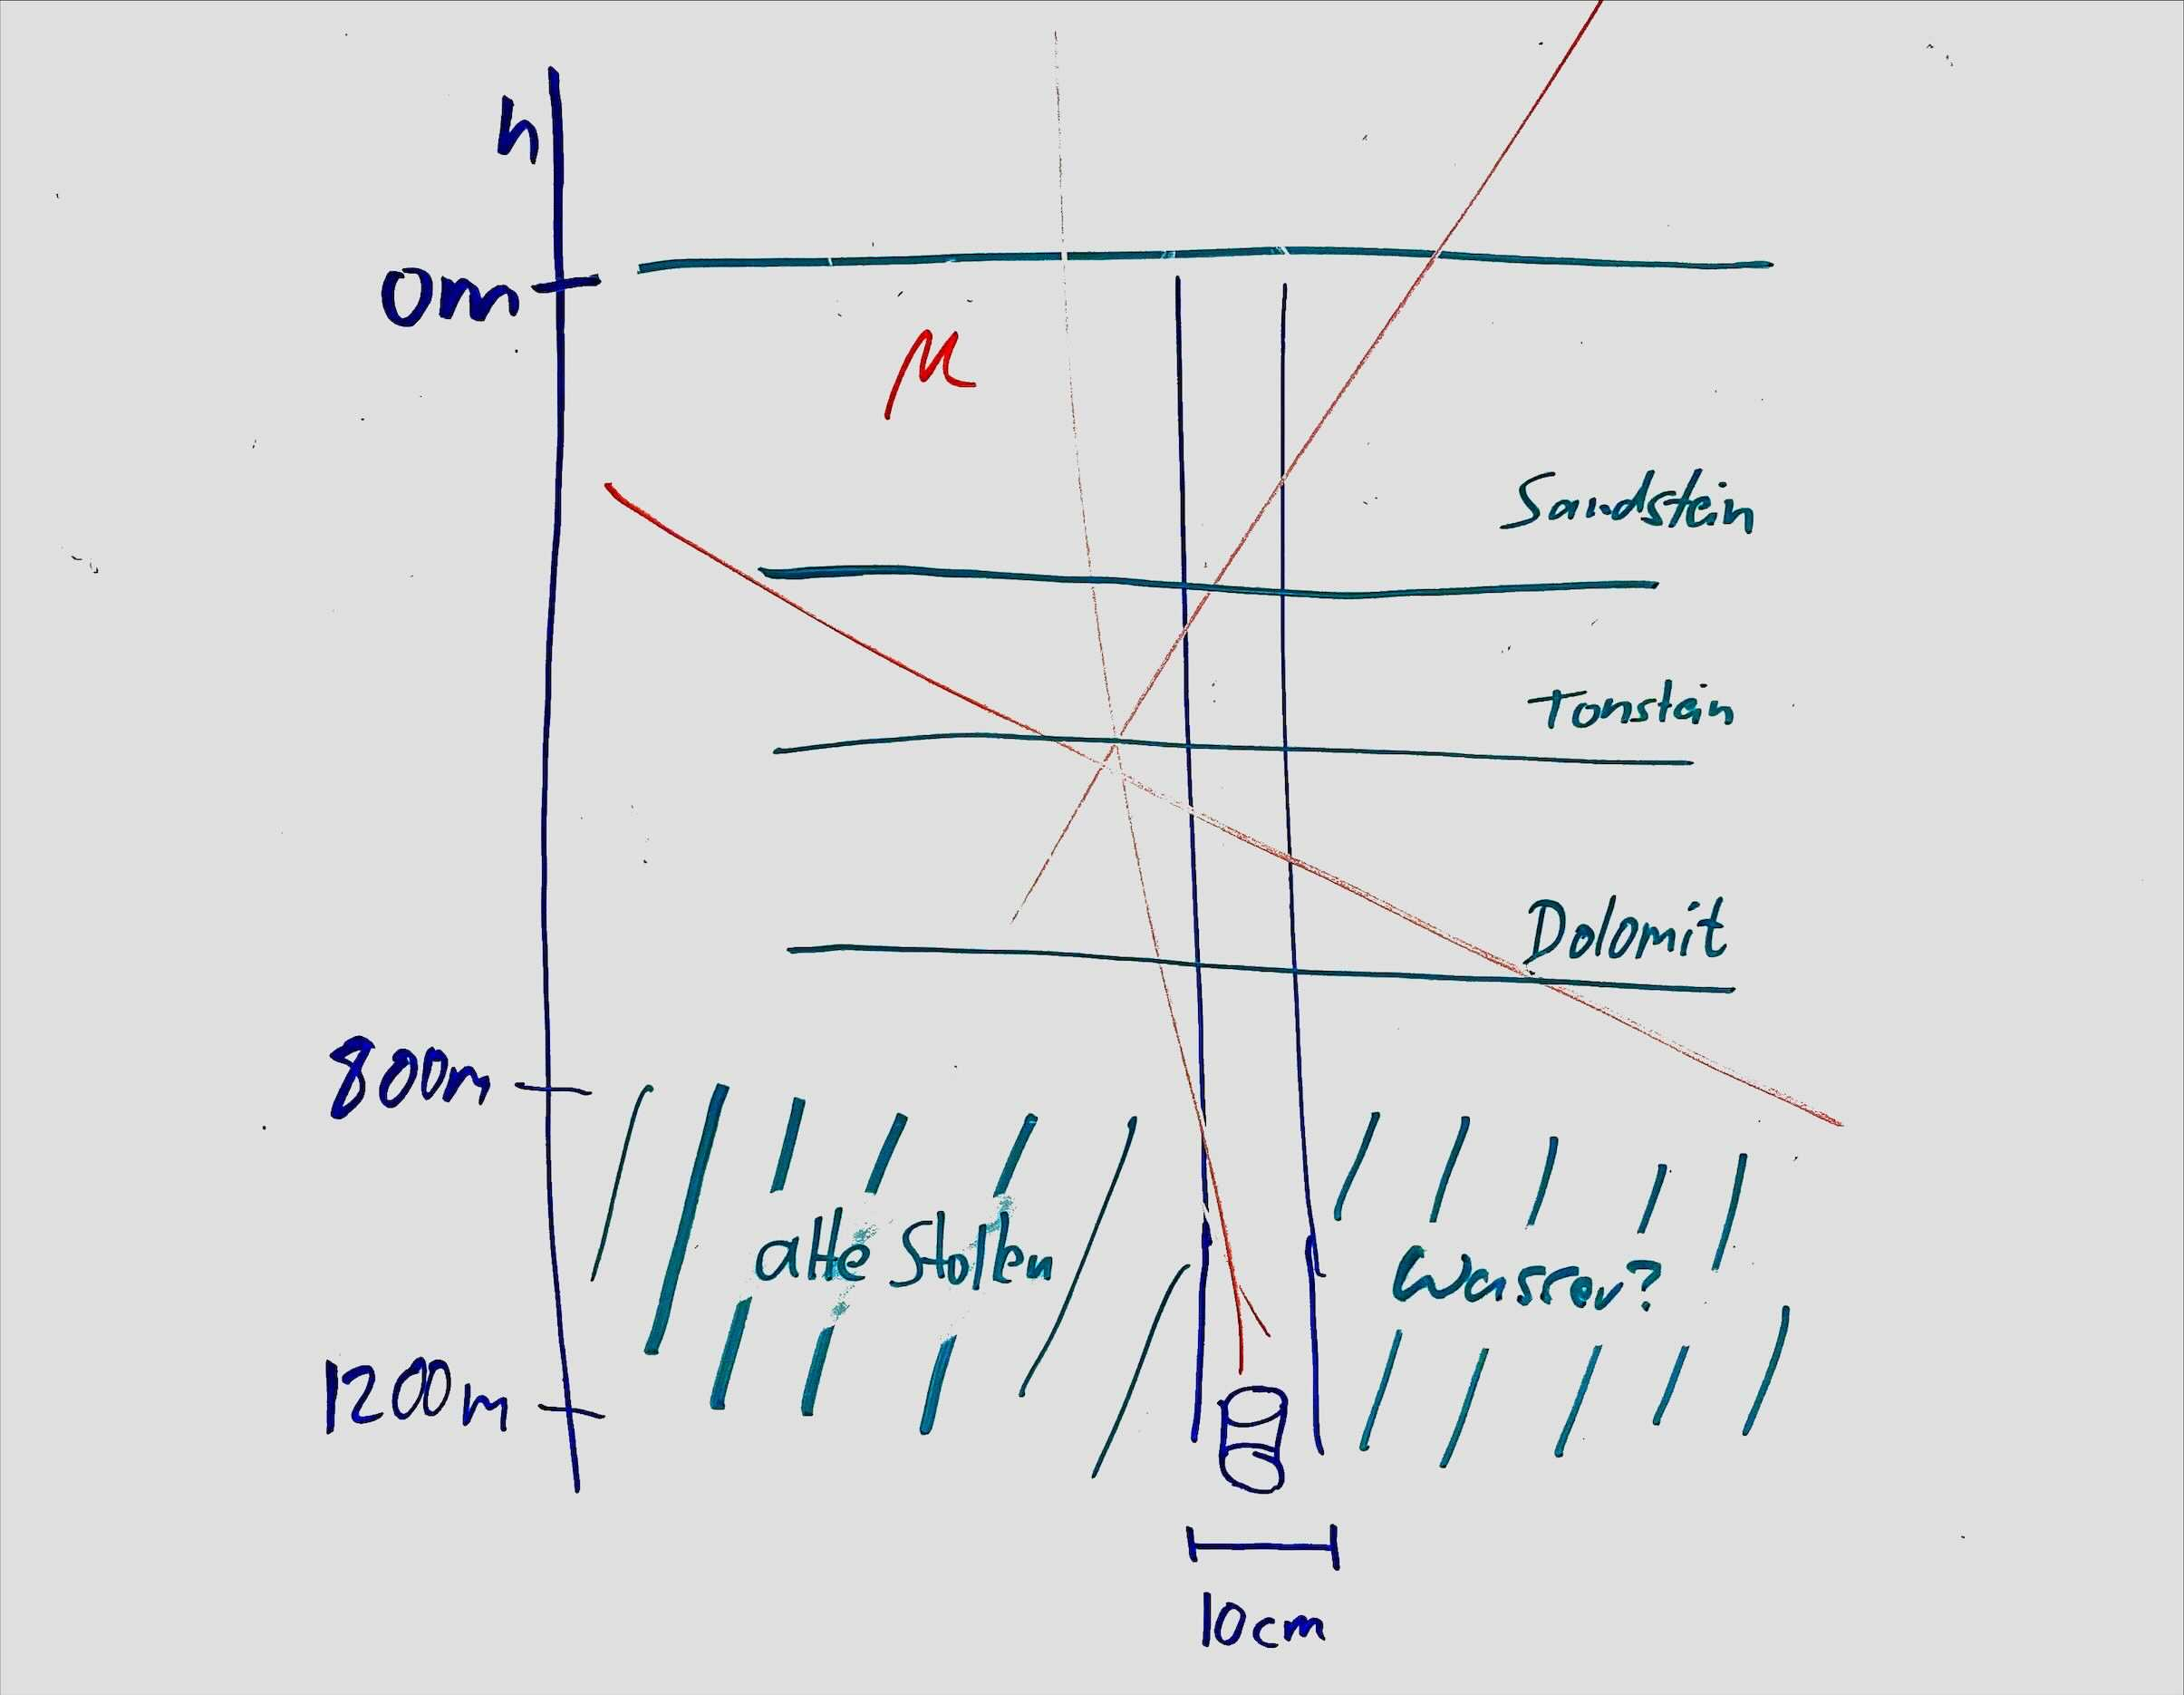 h
0m
μ
Sandstein
Tonstein
Dolomit
800m
alte Stollen
Wasser?
1200m
10cm